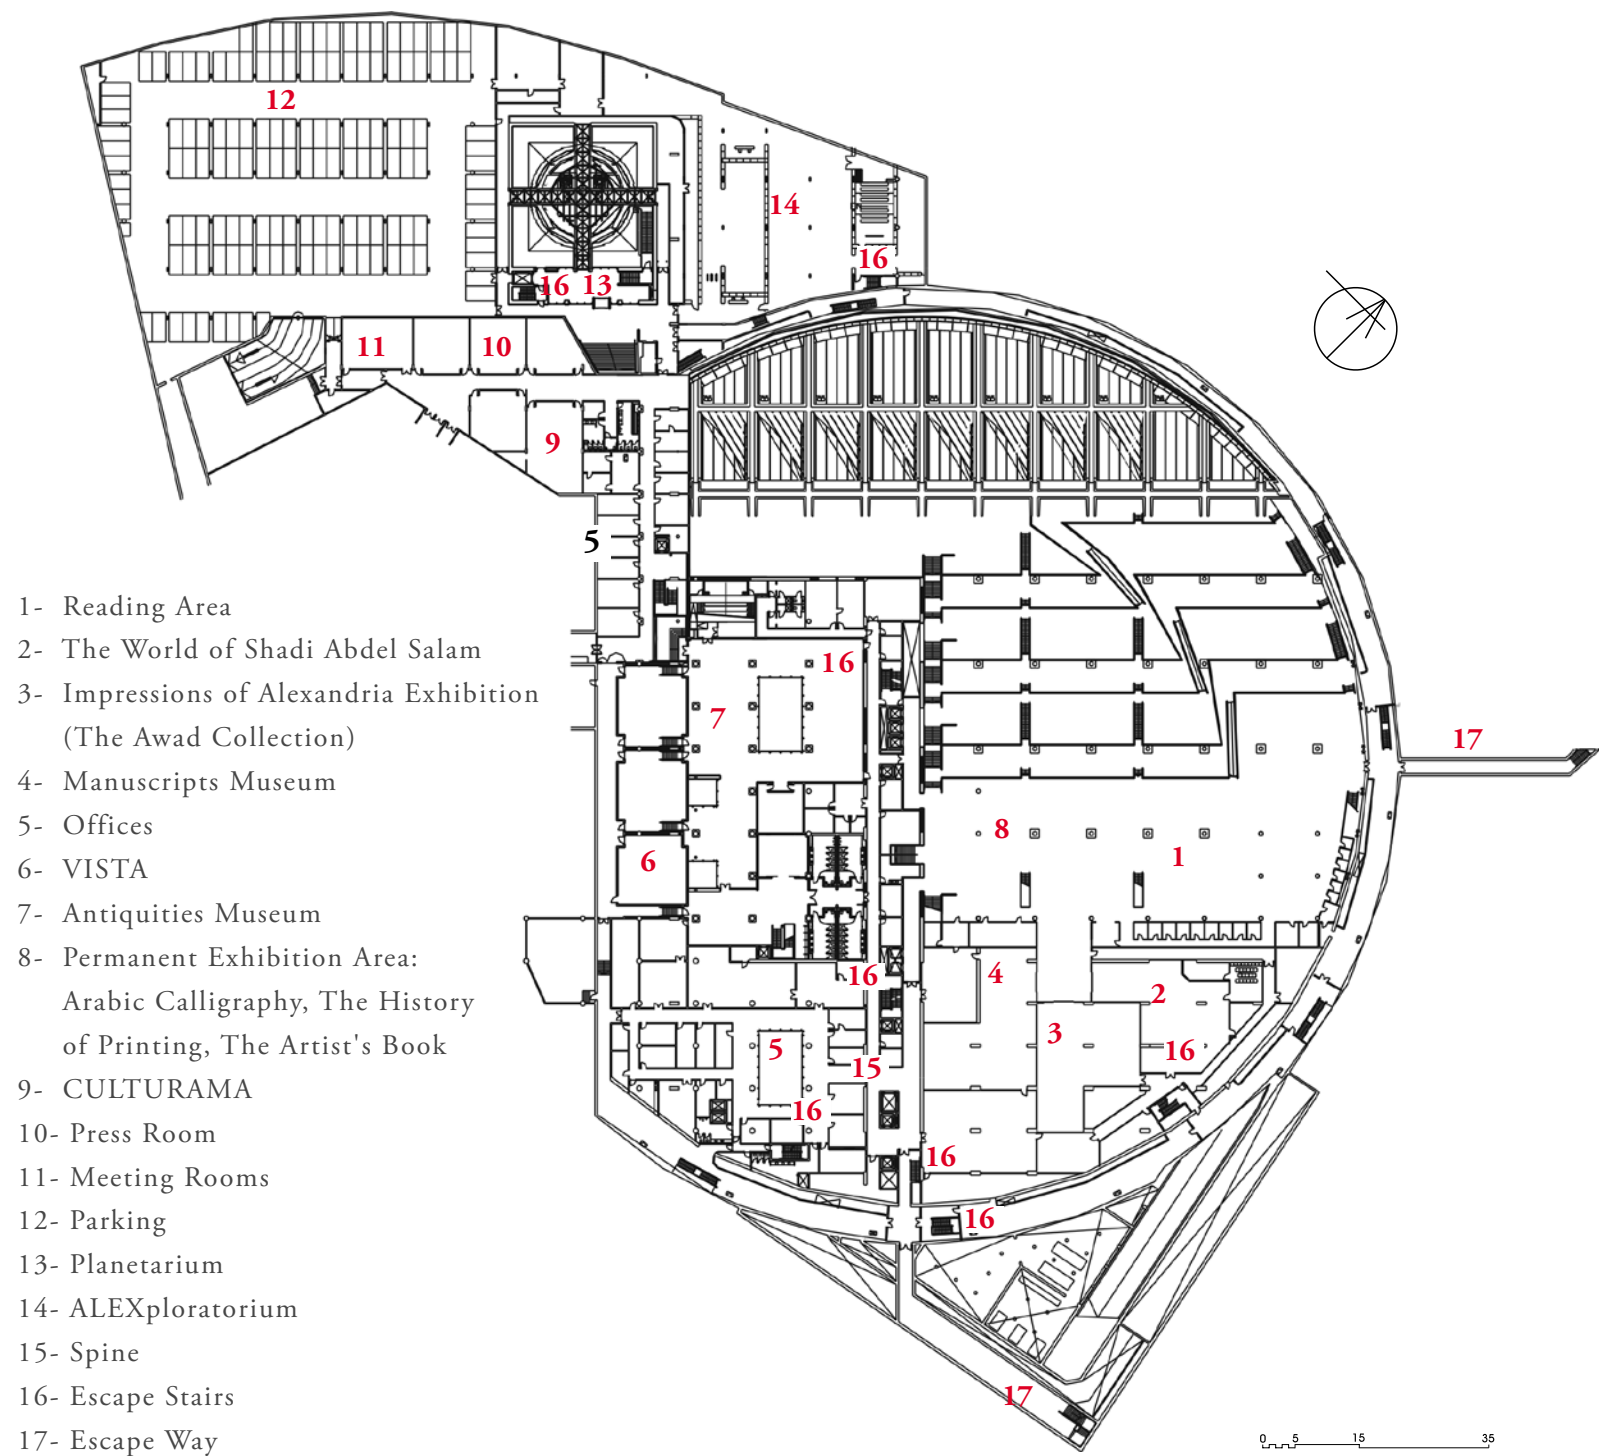 12
14
16
16 13
11
10
9
5
16
7
17
8
1
6
16
4
2
3
5
15
16
16
16
16
17
1- Reading Area
2- The World of Shadi Abdel Salam
3- Impressions of Alexandria Exhibition
(The Awad Collection)
4- Manuscripts Museum
5- Offices
6- VISTA
7- Antiquities Museum
8- Permanent Exhibition Area:
Arabic Calligraphy, The History
of Printing, The Artist's Book
9- CULTURAMA
10- Press Room
11- Meeting Rooms
12- Parking
13- Planetarium
14- ALEXploratorium
15- Spine
16- Escape Stairs
17- Escape Way
0 5 15 35